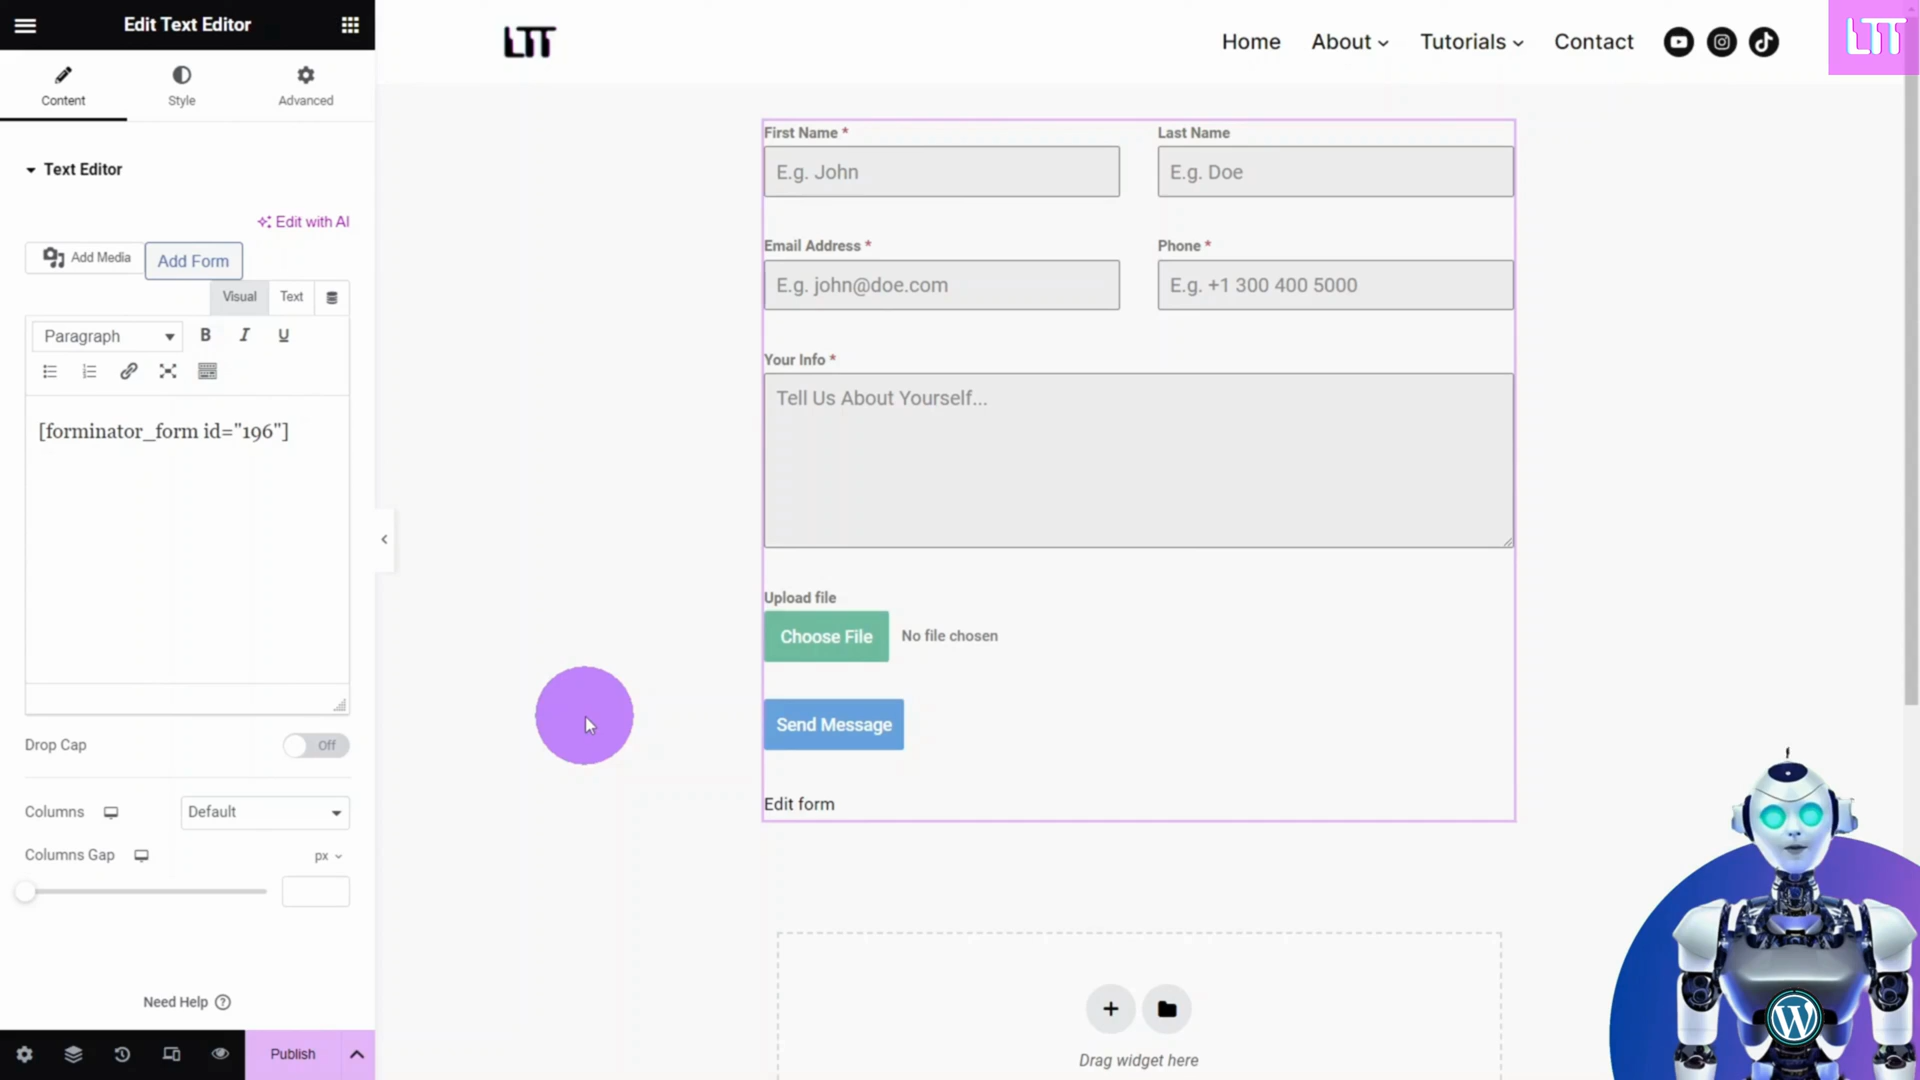 Edit Text Editor
Content
Style
Advanced
Text Editor
Edit with AI
Add Media
Add Form
Visual
Text
Paragraph
B
I
U
[forminator_form id="196"]
Drop Cap
Off
Columns
Default
Columns Gap
px
Need Help
Publish
LTT
Home
About
Tutorials
Contact
LTT
First Name *
Last Name
E.g. John
E.g. Doe
Email Address *
Phone *
E.g. john@doe.com
E.g. +1 300 400 5000
Your Info *
Tell Us About Yourself...
Upload file
Choose File
No file chosen
Send Message
Edit form
Drag widget here